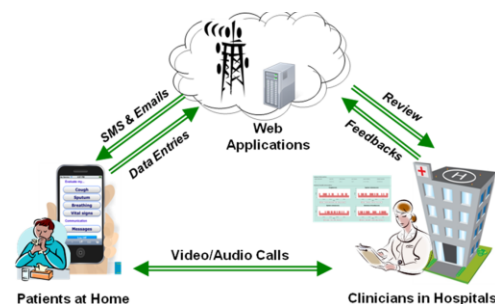 Web
Applications
SMS & Emails
Data Entries
Review
Feedbacks
Cough
Sputum
Breathing
Vital signs
Messages
H
Video/Audio Calls
Patients at Home
Clinicians in Hospitals